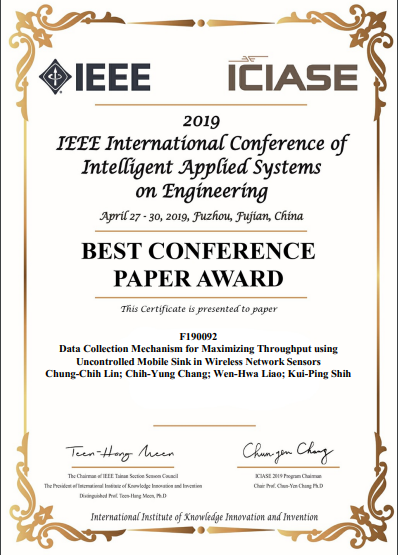 IEEE ICIASE
2019
IEEE International Conference of
Intelligent Applied Systems
on Engineering
April 27 - 30, 2019, Fuzhou, Fujian, China
BEST CONFERENCE
PAPER AWARD
This Certificate is presented to paper
F190092
Data Collection Mechanism for Maximizing Throughput using
Uncontrolled Mobile Sink in Wireless Network Sensors
Chung-Chih Lin; Chih-Yung Chang; Wen-Hwa Liao; Kui-Ping Shih
Teen-Hang Meen Chun-yen Chang
The Chairman of IEEE Tainan Section Sensors Council ICIASE 2019 Program Chairman
The President of International Institute of Knowledge Innovation and Invention Chair Prof. Chun-Yen Chang Ph.D
Distinguished Prof. Teen-Hang Meen, Ph.D
International Institute of Knowledge Innovation and Invention